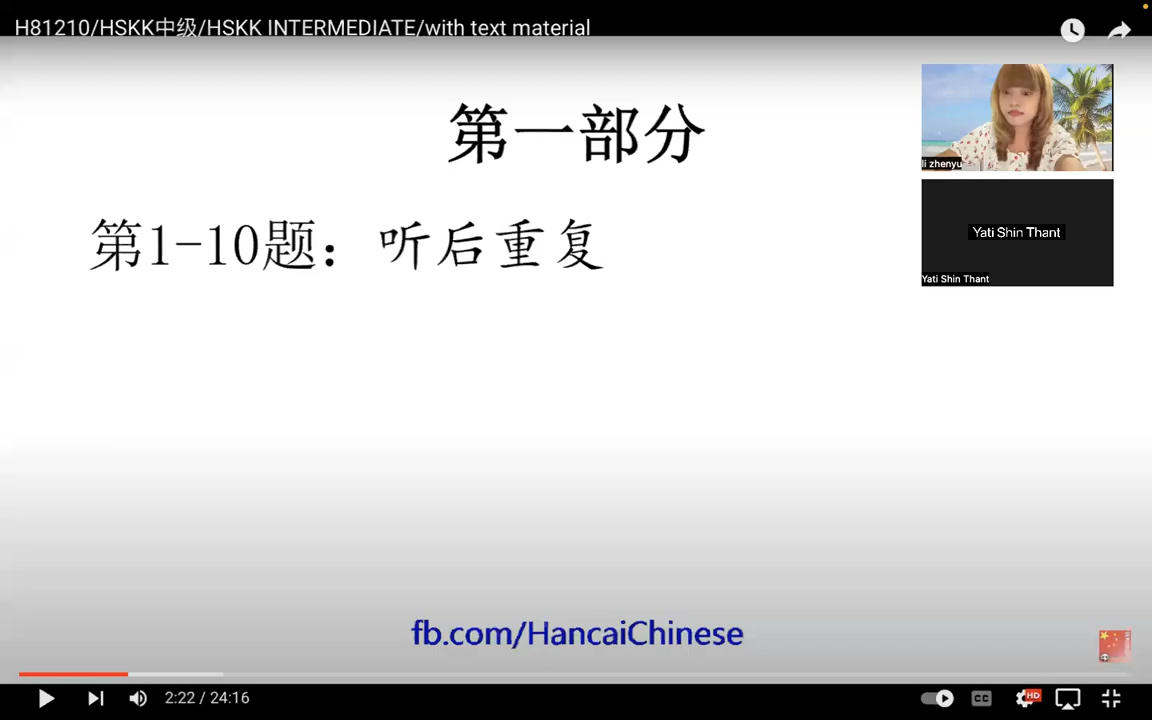 H81210/HSKK中级/HSKK INTERMEDIATE/with text material
第一部分
第1-10题：听后重复
li zhenyu
Yati Shin Thant
Yati Shin Thant
fb.com/HancaiChinese
2:22 / 24:16
CC
HD